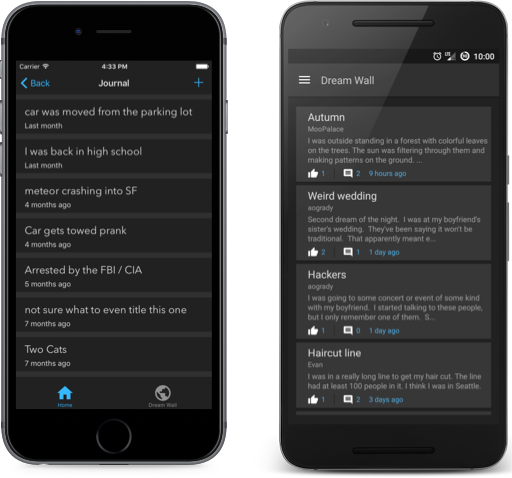 Carrier 4:33 PM
Back Journal +
car was moved from the parking lot
Last month
I was back in high school
Last month
meteor crashing into SF
4 months ago
Car gets towed prank
4 months ago
Arrested by the FBI / CIA
5 months ago
not sure what to even title this one
7 months ago
Two Cats
7 months ago
Home Dream Wall
LTE 10:00
Dream Wall
Autumn
MooPalace
I was outside standing in a forest with colorful leaves
on the trees. The sun was filtering through them and
making patterns on the ground. ...
1 2 9 hours ago
Weird wedding
aogrady
Second dream of the night. I was at my boyfriend's
sister's wedding. They've been saying it won't be
traditional. That apparently meant e...
2 1 1 day ago
Hackers
aogrady
I was going to some concert or event of some kind
with my boyfriend. I started talking to these people,
but I only remember one of them. S...
1 0 1 day ago
Haircut line
Evan
I was in a really long line to get my hair cut. The line
had at least 100 people in it. I think I was in Seattle.
1 2 3 days ago